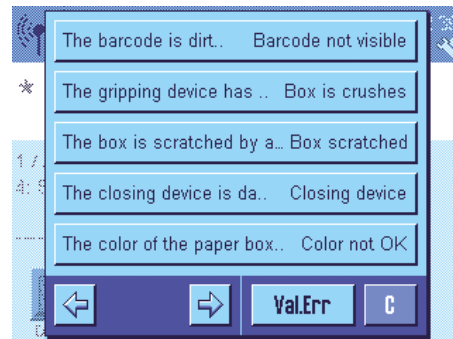 The barcode is dirt.. Barcode not visible
The gripping device has .. Box is crushes
The box is scratched by a... Box scratched
The closing device is da.. Closing device
The color of the paper box.. Color not OK
Val.Err C